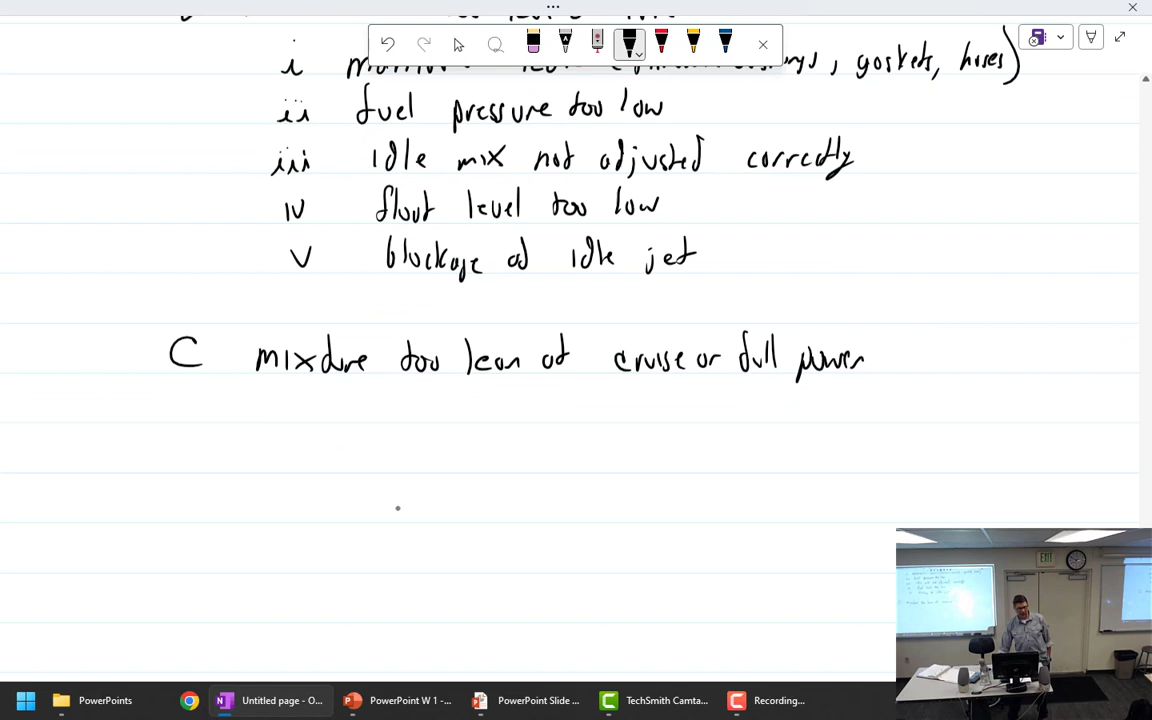 i , gaskets, hoses)
ii fuel pressure too low
iii Idle mix not adjusted correctly
iv float level too low
v blockage at idle jet
C mixture too lean at cruise or full power
EXIT
PowerPoints
Untitled page - O...
PowerPoint W 1 -...
PowerPoint Slide ...
TechSmith Camta...
Recording...